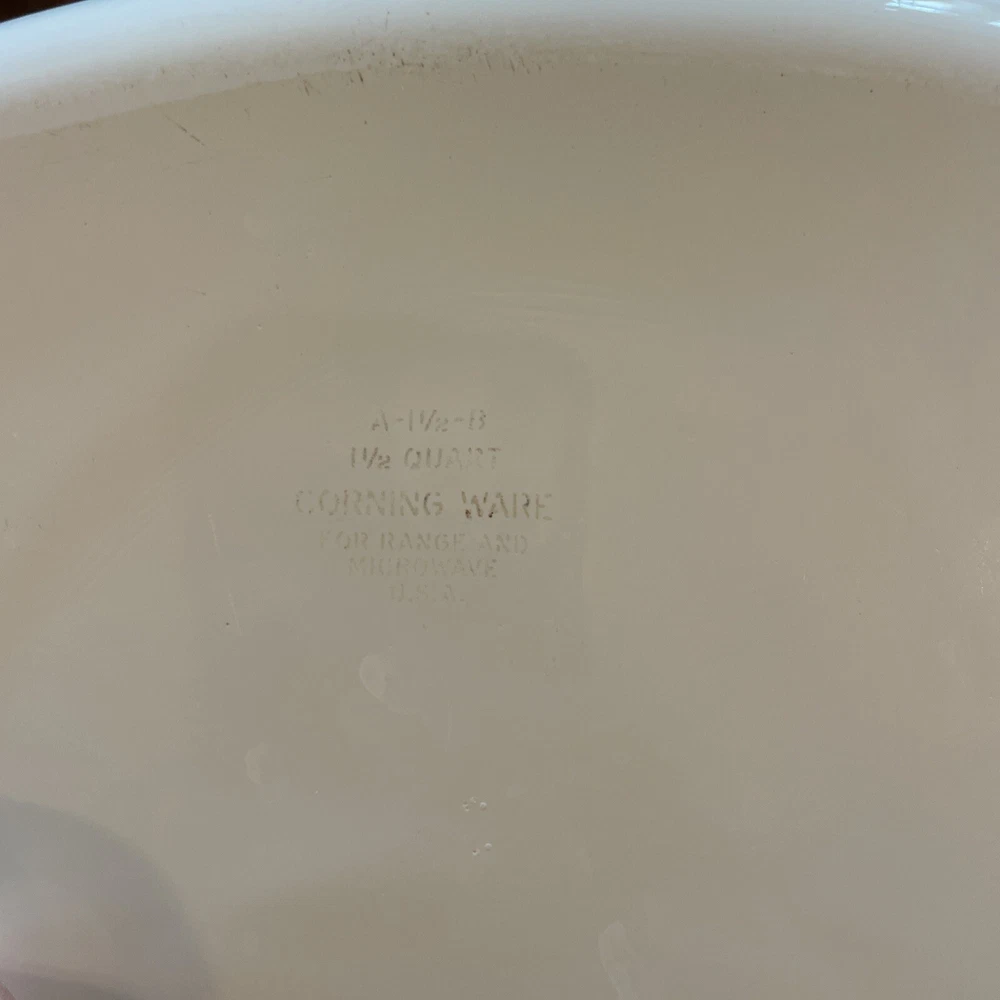 A-1½-B
1½ QUART
CORNING WARE
FOR RANGE AND
MICROWAVE
U.S.A.